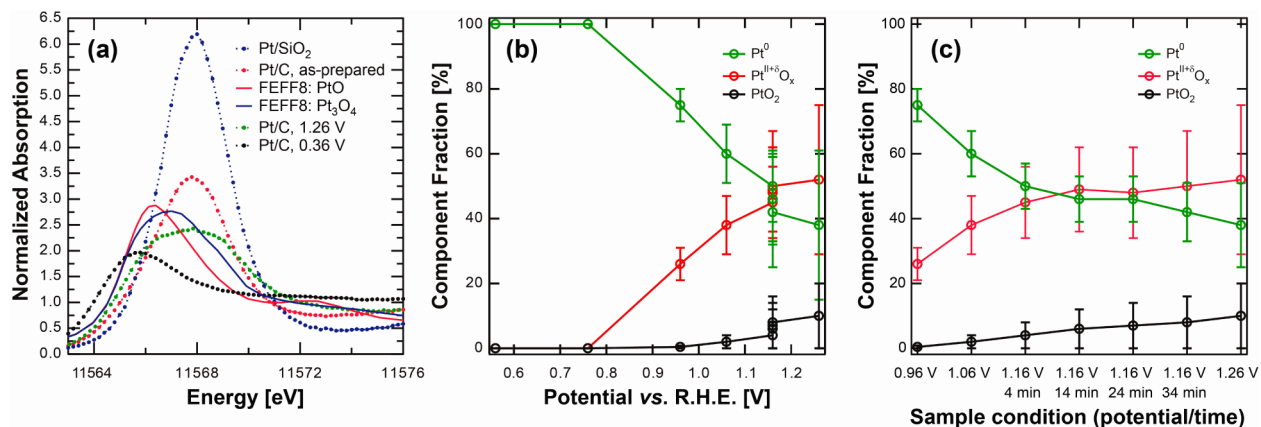 (a)
Normalized Absorption
6.5
6.0
5.5
5.0
4.5
4.0
3.5
3.0
2.5
2.0
1.5
1.0
0.5
0.0
Pt/SiO₂
Pt/C, as-prepared
FEFF8: PtO
FEFF8: Pt₃O₄
Pt/C, 1.26 V
Pt/C, 0.36 V
11564 11568 11572 11576
Energy [eV]
(b)
Component Fraction [%]
100
80
60
40
20
0
Pt⁰
Ptᴵᴵ⁺ᵟOₓ
PtO₂
0.6 0.7 0.8 0.9 1.0 1.1 1.2
Potential vs. R.H.E. [V]
(c)
Component Fraction [%]
100
80
60
40
20
0
Pt⁰
Ptᴵᴵ⁺ᵟOₓ
PtO₂
0.96 V 1.06 V 1.16 V 1.16 V 1.16 V 1.16 V 1.26 V
4 min 14 min 24 min 34 min
Sample condition (potential/time)